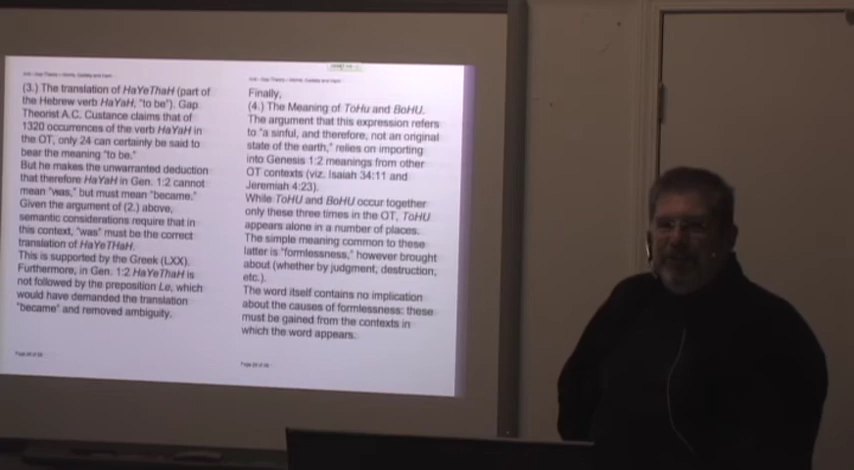 (3.) The translation of HaYeThaH (part of
the Hebrew verb HaYaH, "to be"). Gap
Theorist A.C. Custance claims that of
1320 occurrences of the verb HaYaH in
the OT, only 24 can certainly be said to
bear the meaning "to be."
But he makes the unwarranted deduction
that therefore HaYaH in Gen. 1:2 cannot
mean "was," but must mean "became."
Given the argument of (2.) above,
semantic considerations require that in
this context, "was" must be the correct
translation of HaYeTHaH.
This is supported by the Greek (LXX).
Furthermore, in Gen. 1:2 HaYeThaH is
not followed by the preposition Le, which
would have demanded the translation
"became" and removed ambiguity.
Finally,
(4.) The Meaning of ToHu and BoHU.
The argument that this expression refers
to "a sinful, and therefore, not an original
state of the earth," relies on importing
into Genesis 1:2 meanings from other
OT contexts (viz. Isaiah 34:11 and
Jeremiah 4:23).
While ToHU and BoHU occur together
only these three times in the OT, ToHU
appears alone in a number of places.
The simple meaning common to these
latter is "formlessness," however brought
about (whether by judgment, destruction,
etc.).
The word itself contains no implication
about the causes of formlessness: these
must be gained from the contexts in
which the word appears.